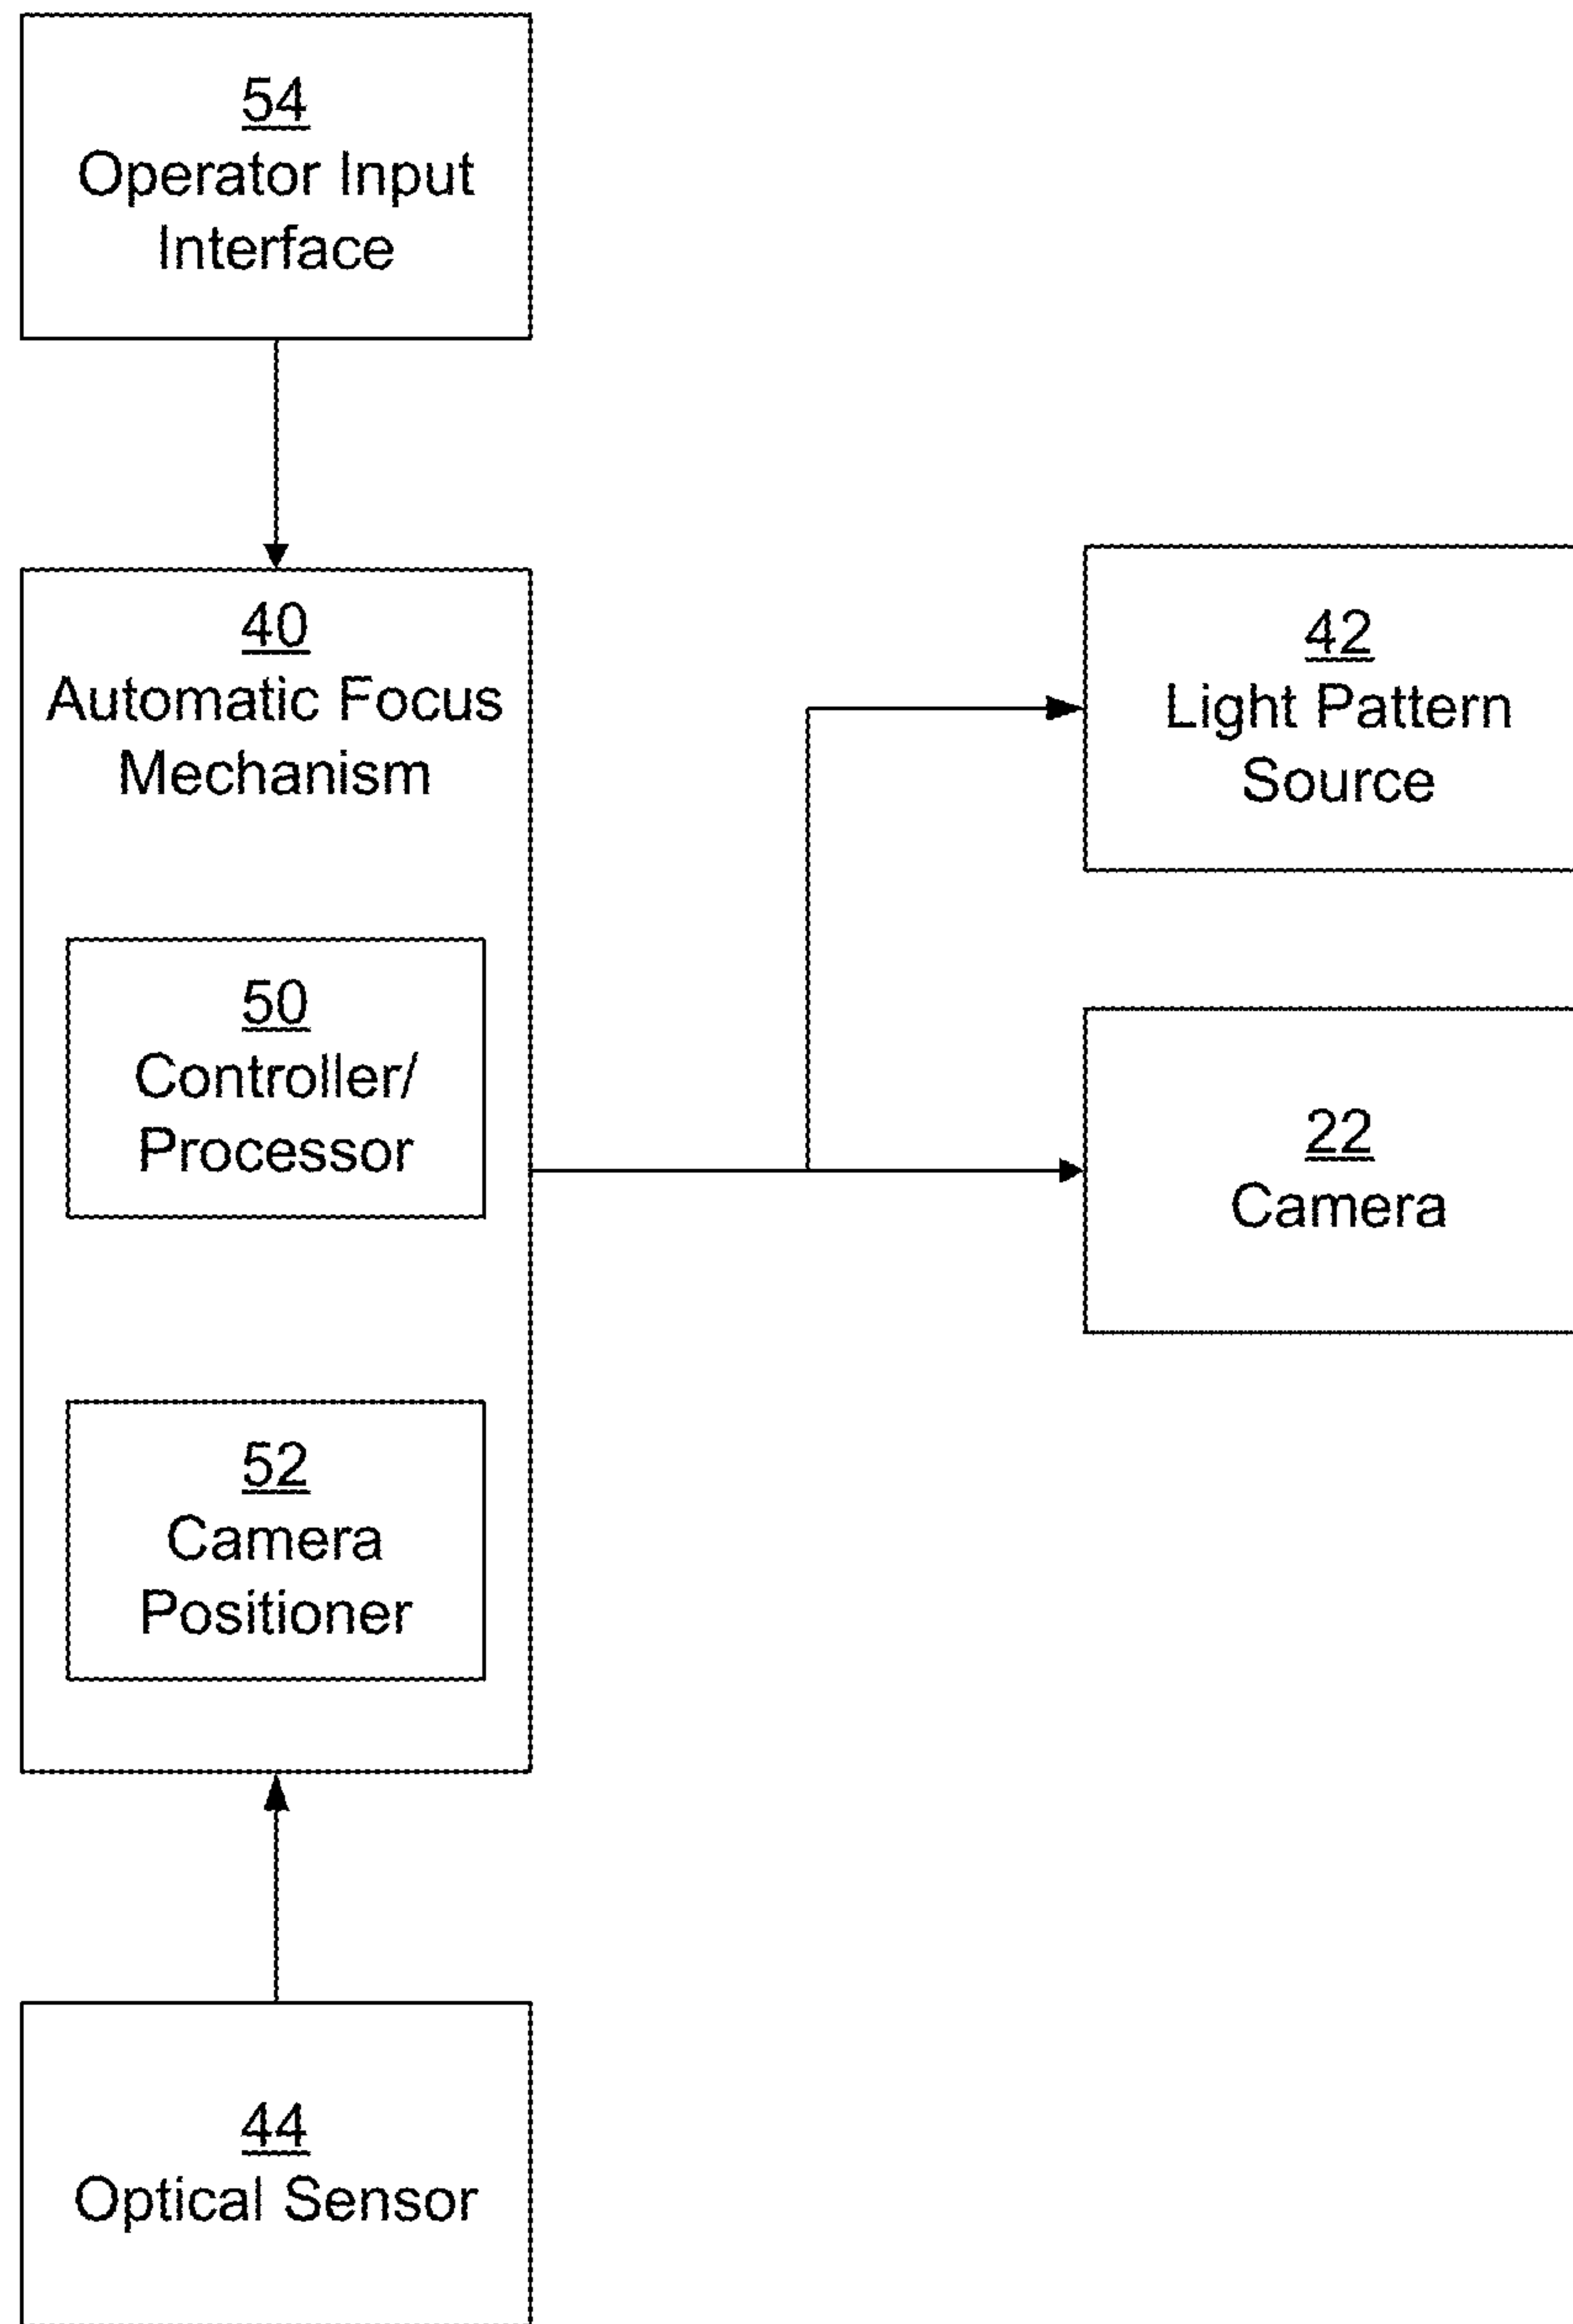 54
Operator Input
Interface
40
Automatic Focus
Mechanism
50
Controller/
Processor
52
Camera
Positioner
44
Optical Sensor
42
Light Pattern
Source
22
Camera